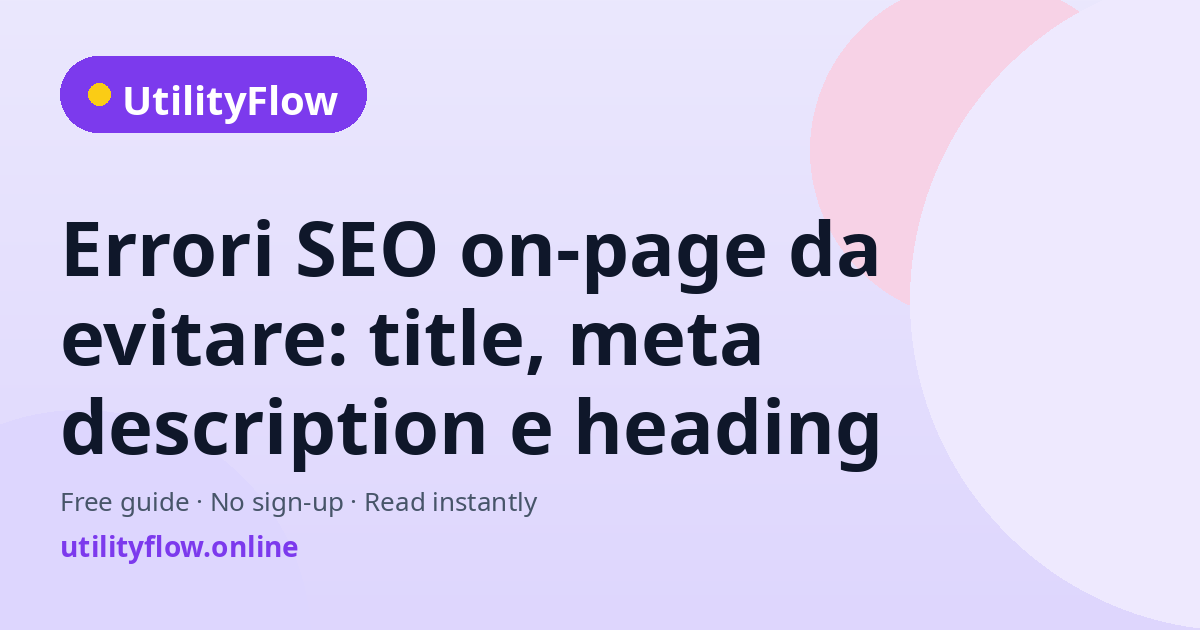 UtilityFlow
Errori SEO on-page da
evitare: title, meta
description e heading
Free guide · No sign-up · Read instantly
utilityflow.online